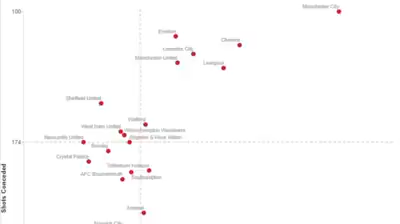 Manchester City
100
Everton
Chelsea
Leicester City
Manchester United
Liverpool
Sheffield United
Watford
West Ham United
Wolverhampton Wanderers
Newcastle United
Brighton & Hove Albion
174
Burnley
Crystal Palace
Tottenham Hotspur
AFC Bournemouth
Southampton
Arsenal
Norwich City
Shots Conceded